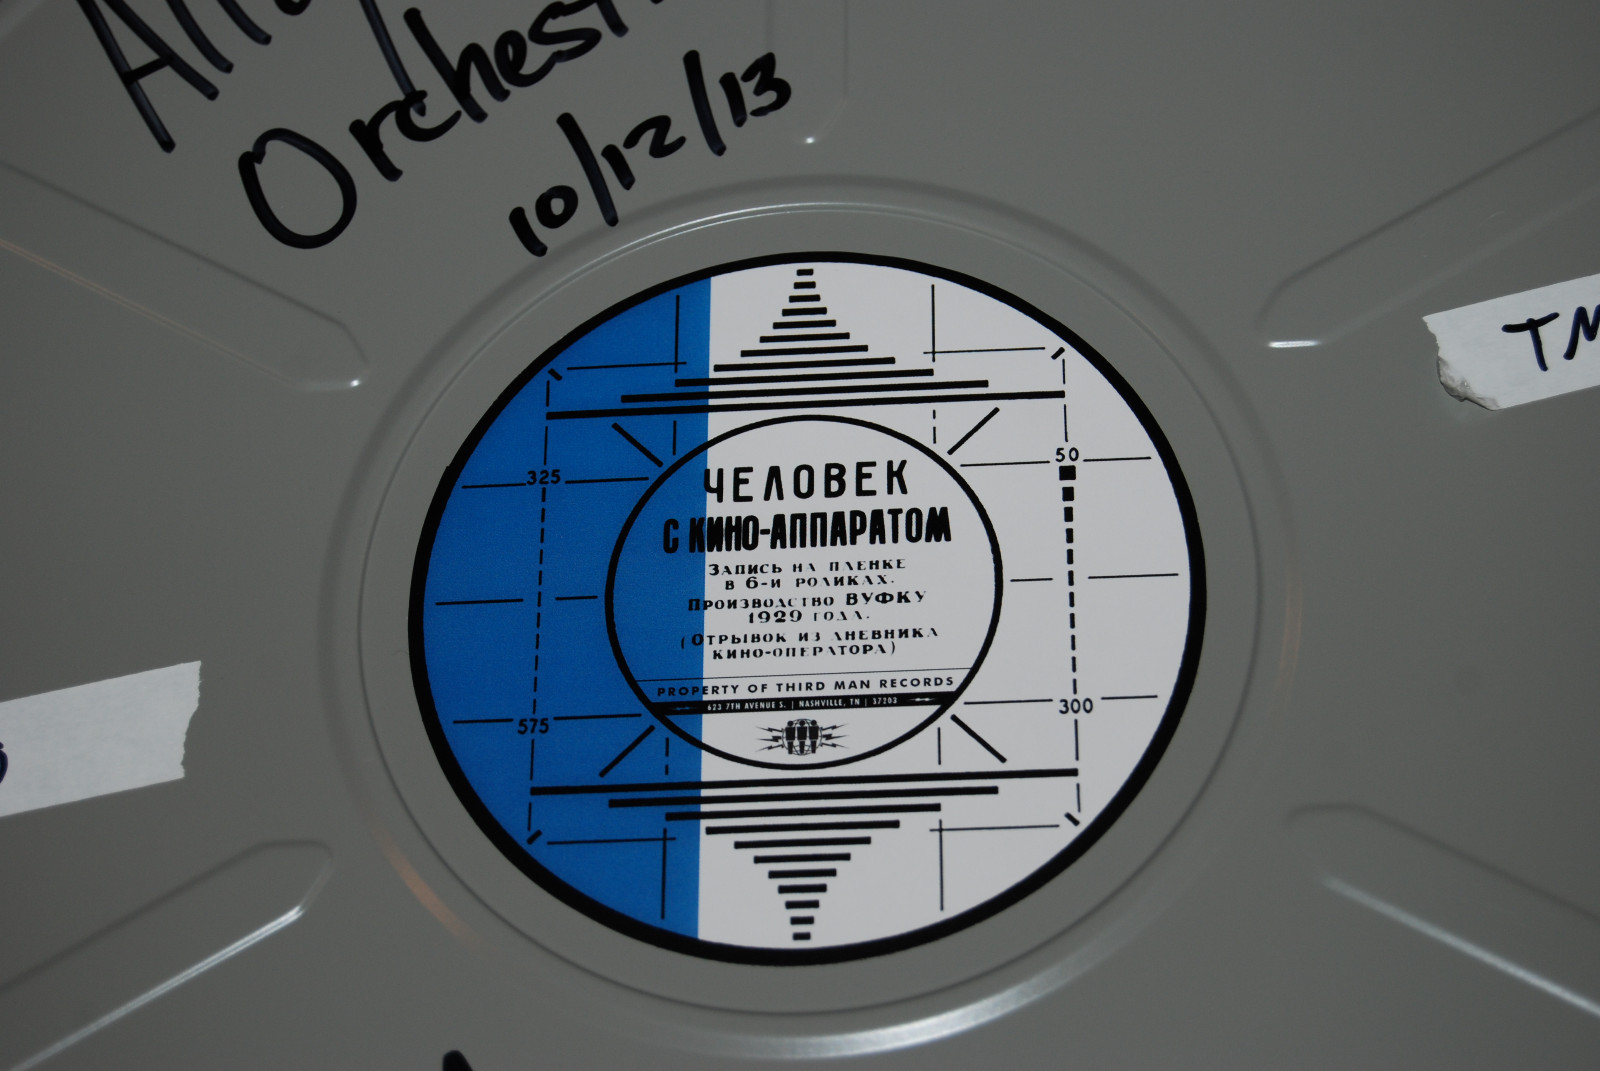 Orchest
10/12/13
TM
50
325
ЧЕЛОВЕК
С КИНО-АППАРАТОМ
Запись на пленке
в 6-и роликах.
Производство ВУФКУ
1929 года.
(Отрывок из дневника
кино-оператора)
PROPERTY OF THIRD MAN RECORDS
623 7TH AVENUE S. | NASHVILLE, TN | 37203
300
575